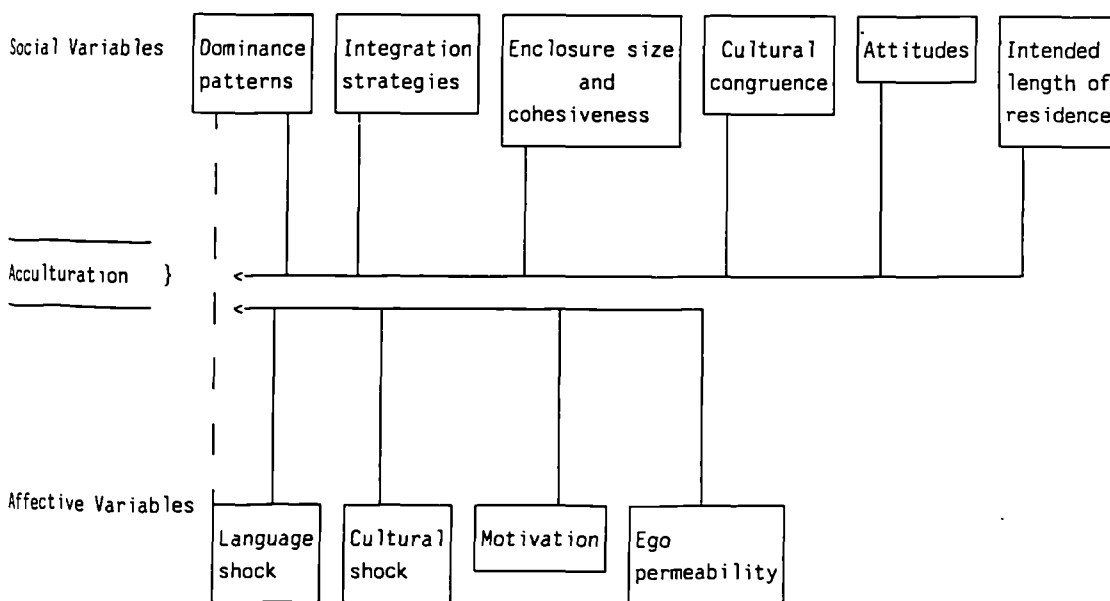 Social Variables
Dominance
patterns
Integration
strategies
Enclosure size
and
cohesiveness
Cultural
congruence
Attitudes
Intended
length of
residence
Acculturation }
Affective Variables
Language
shock
Cultural
shock
Motivation
Ego
permeability